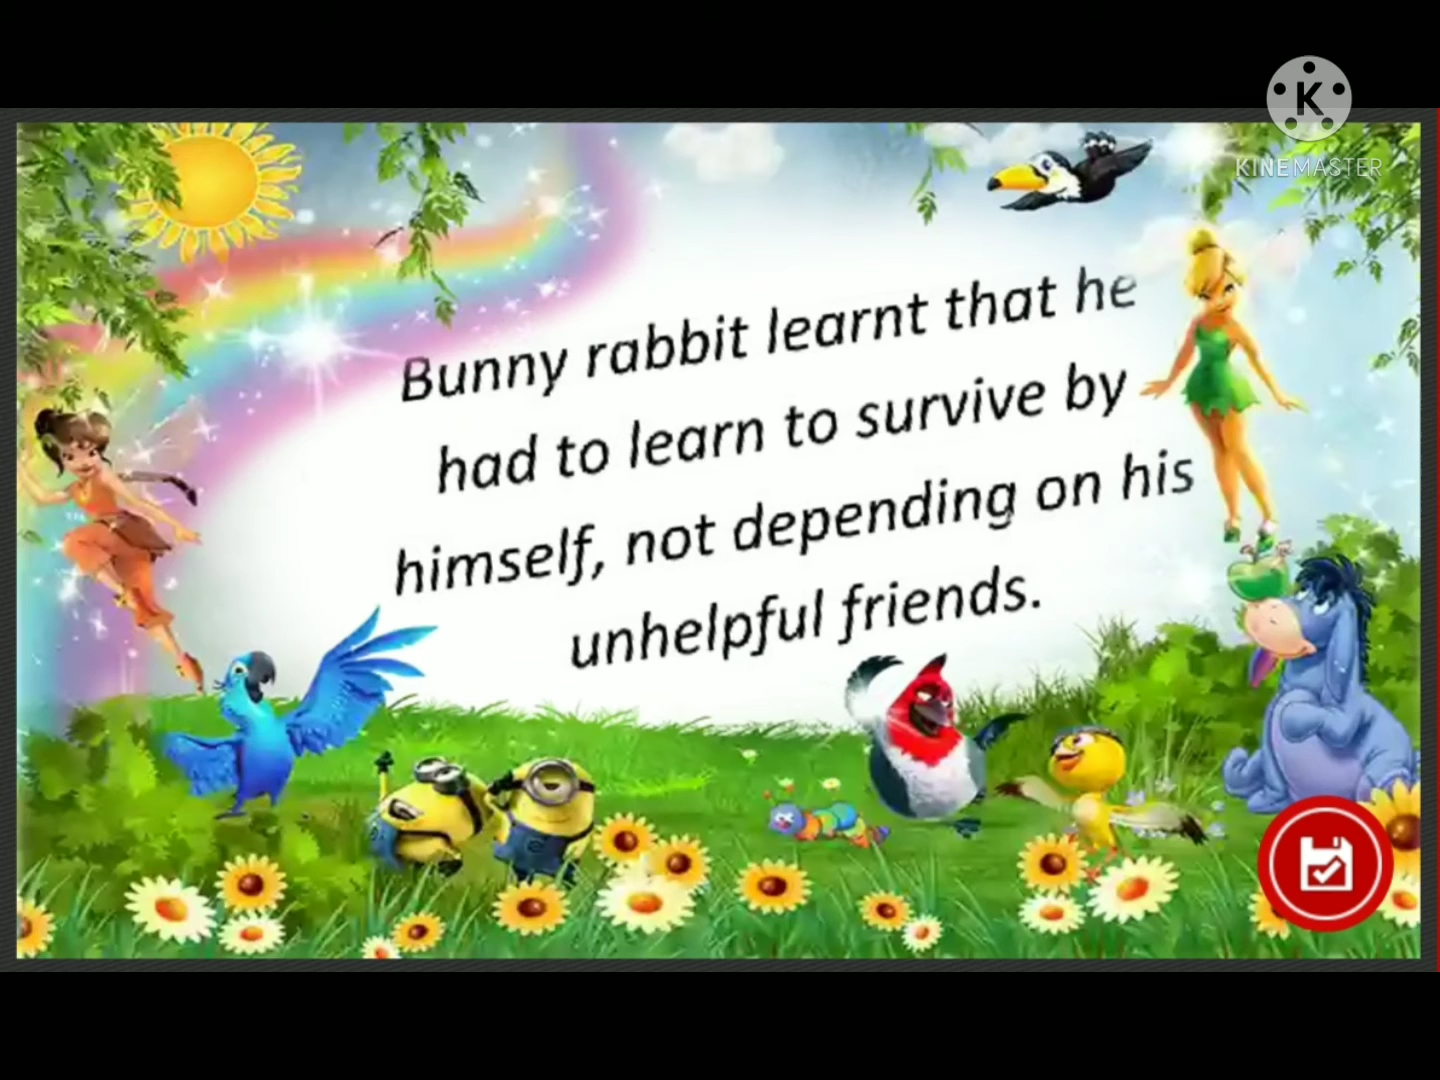 K
KINEMASTER
Bunny rabbit learnt that he
had to learn to survive by
himself, not depending on his
unhelpful friends.